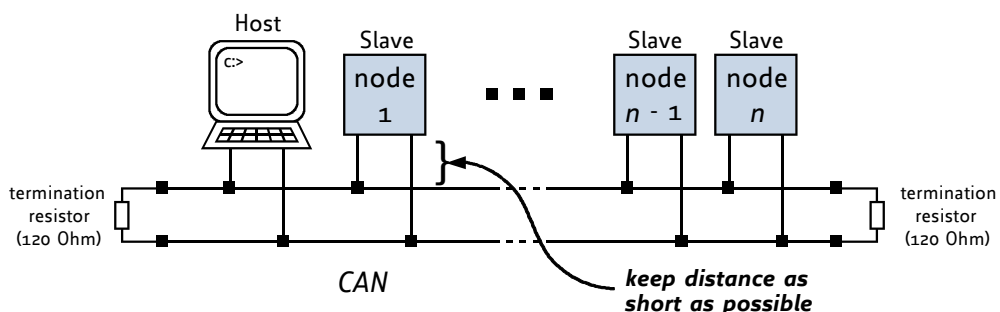 Host
C:>
Slave
node
1
Slave
node
n - 1
Slave
node
n
termination
resistor
(120 Ohm)
termination
resistor
(120 Ohm)
CAN
keep distance as
short as possible